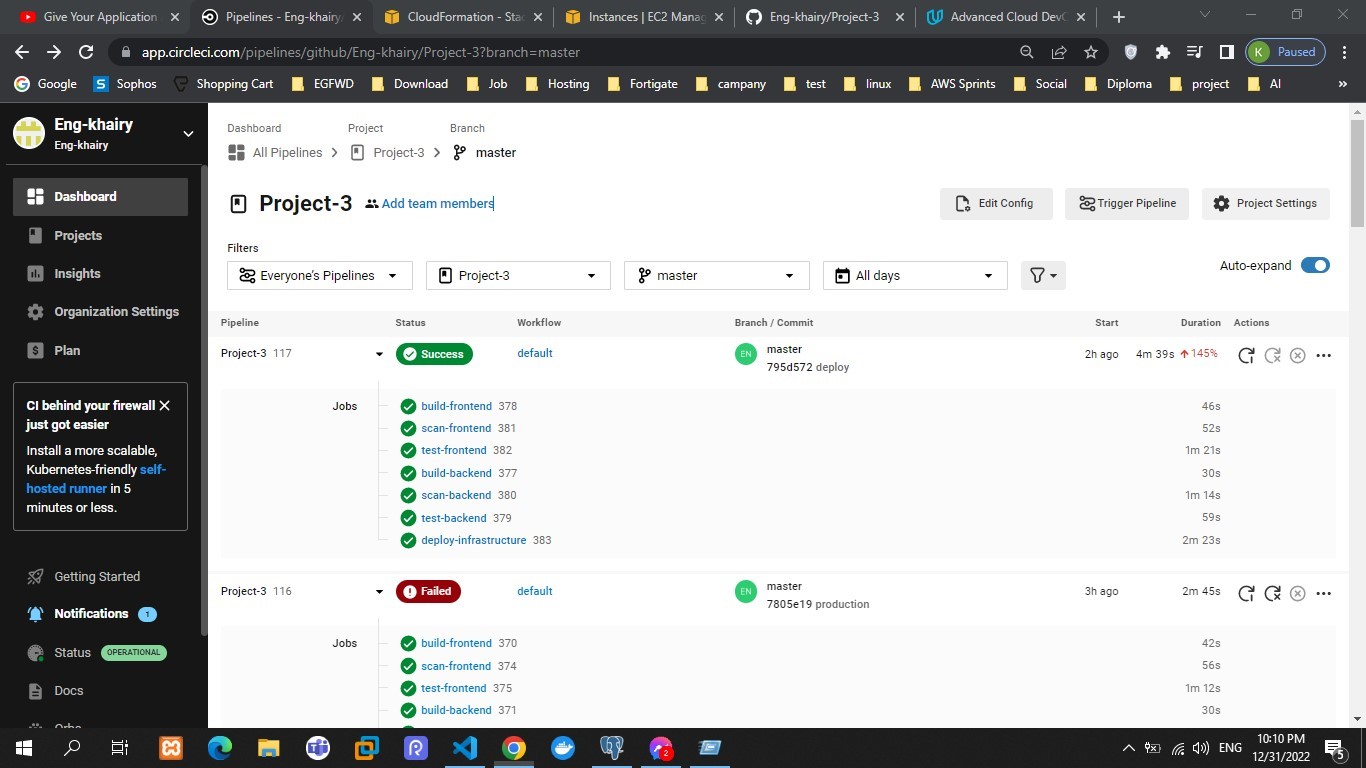 Give Your Application
Pipelines - Eng-khairy/
CloudFormation - Stac
Instances | EC2 Manag
Eng-khairy/Project-3
Advanced Cloud DevO
app.circleci.com/pipelines/github/Eng-khairy/Project-3?branch=master
K Paused
Google
S Sophos
Shopping Cart
EGFWD
Download
Job
Hosting
Fortigate
campany
test
linux
AWS Sprints
Social
Diploma
project
AI
»
Eng-khairy
Eng-khairy
Dashboard
Projects
Insights
Organization Settings
$ Plan
CI behind your firewall
just got easier
Install a more scalable,
Kubernetes-friendly self-
hosted runner in 5
minutes or less.
Getting Started
Notifications 1
Status OPERATIONAL
Docs
Orbs
Dashboard Project Branch
All Pipelines Project-3 master
Project-3 Add team members
Edit Config
Trigger Pipeline
Project Settings
Filters
Everyone's Pipelines
Project-3
master
All days
Auto-expand
Pipeline Status Workflow Branch / Commit Start Duration Actions
Project-3 117 Success default EN master 2h ago 4m 39s 145%
795d572 deploy
Jobs build-frontend 378 46s
scan-frontend 381 52s
test-frontend 382 1m 21s
build-backend 377 30s
scan-backend 380 1m 14s
test-backend 379 59s
deploy-infrastructure 383 2m 23s
Project-3 116 Failed default EN master 3h ago 2m 45s
7805e19 production
Jobs build-frontend 370 42s
scan-frontend 374 56s
test-frontend 375 1m 12s
build-backend 371 30s
2
ENG
10:10 PM
12/31/2022
5